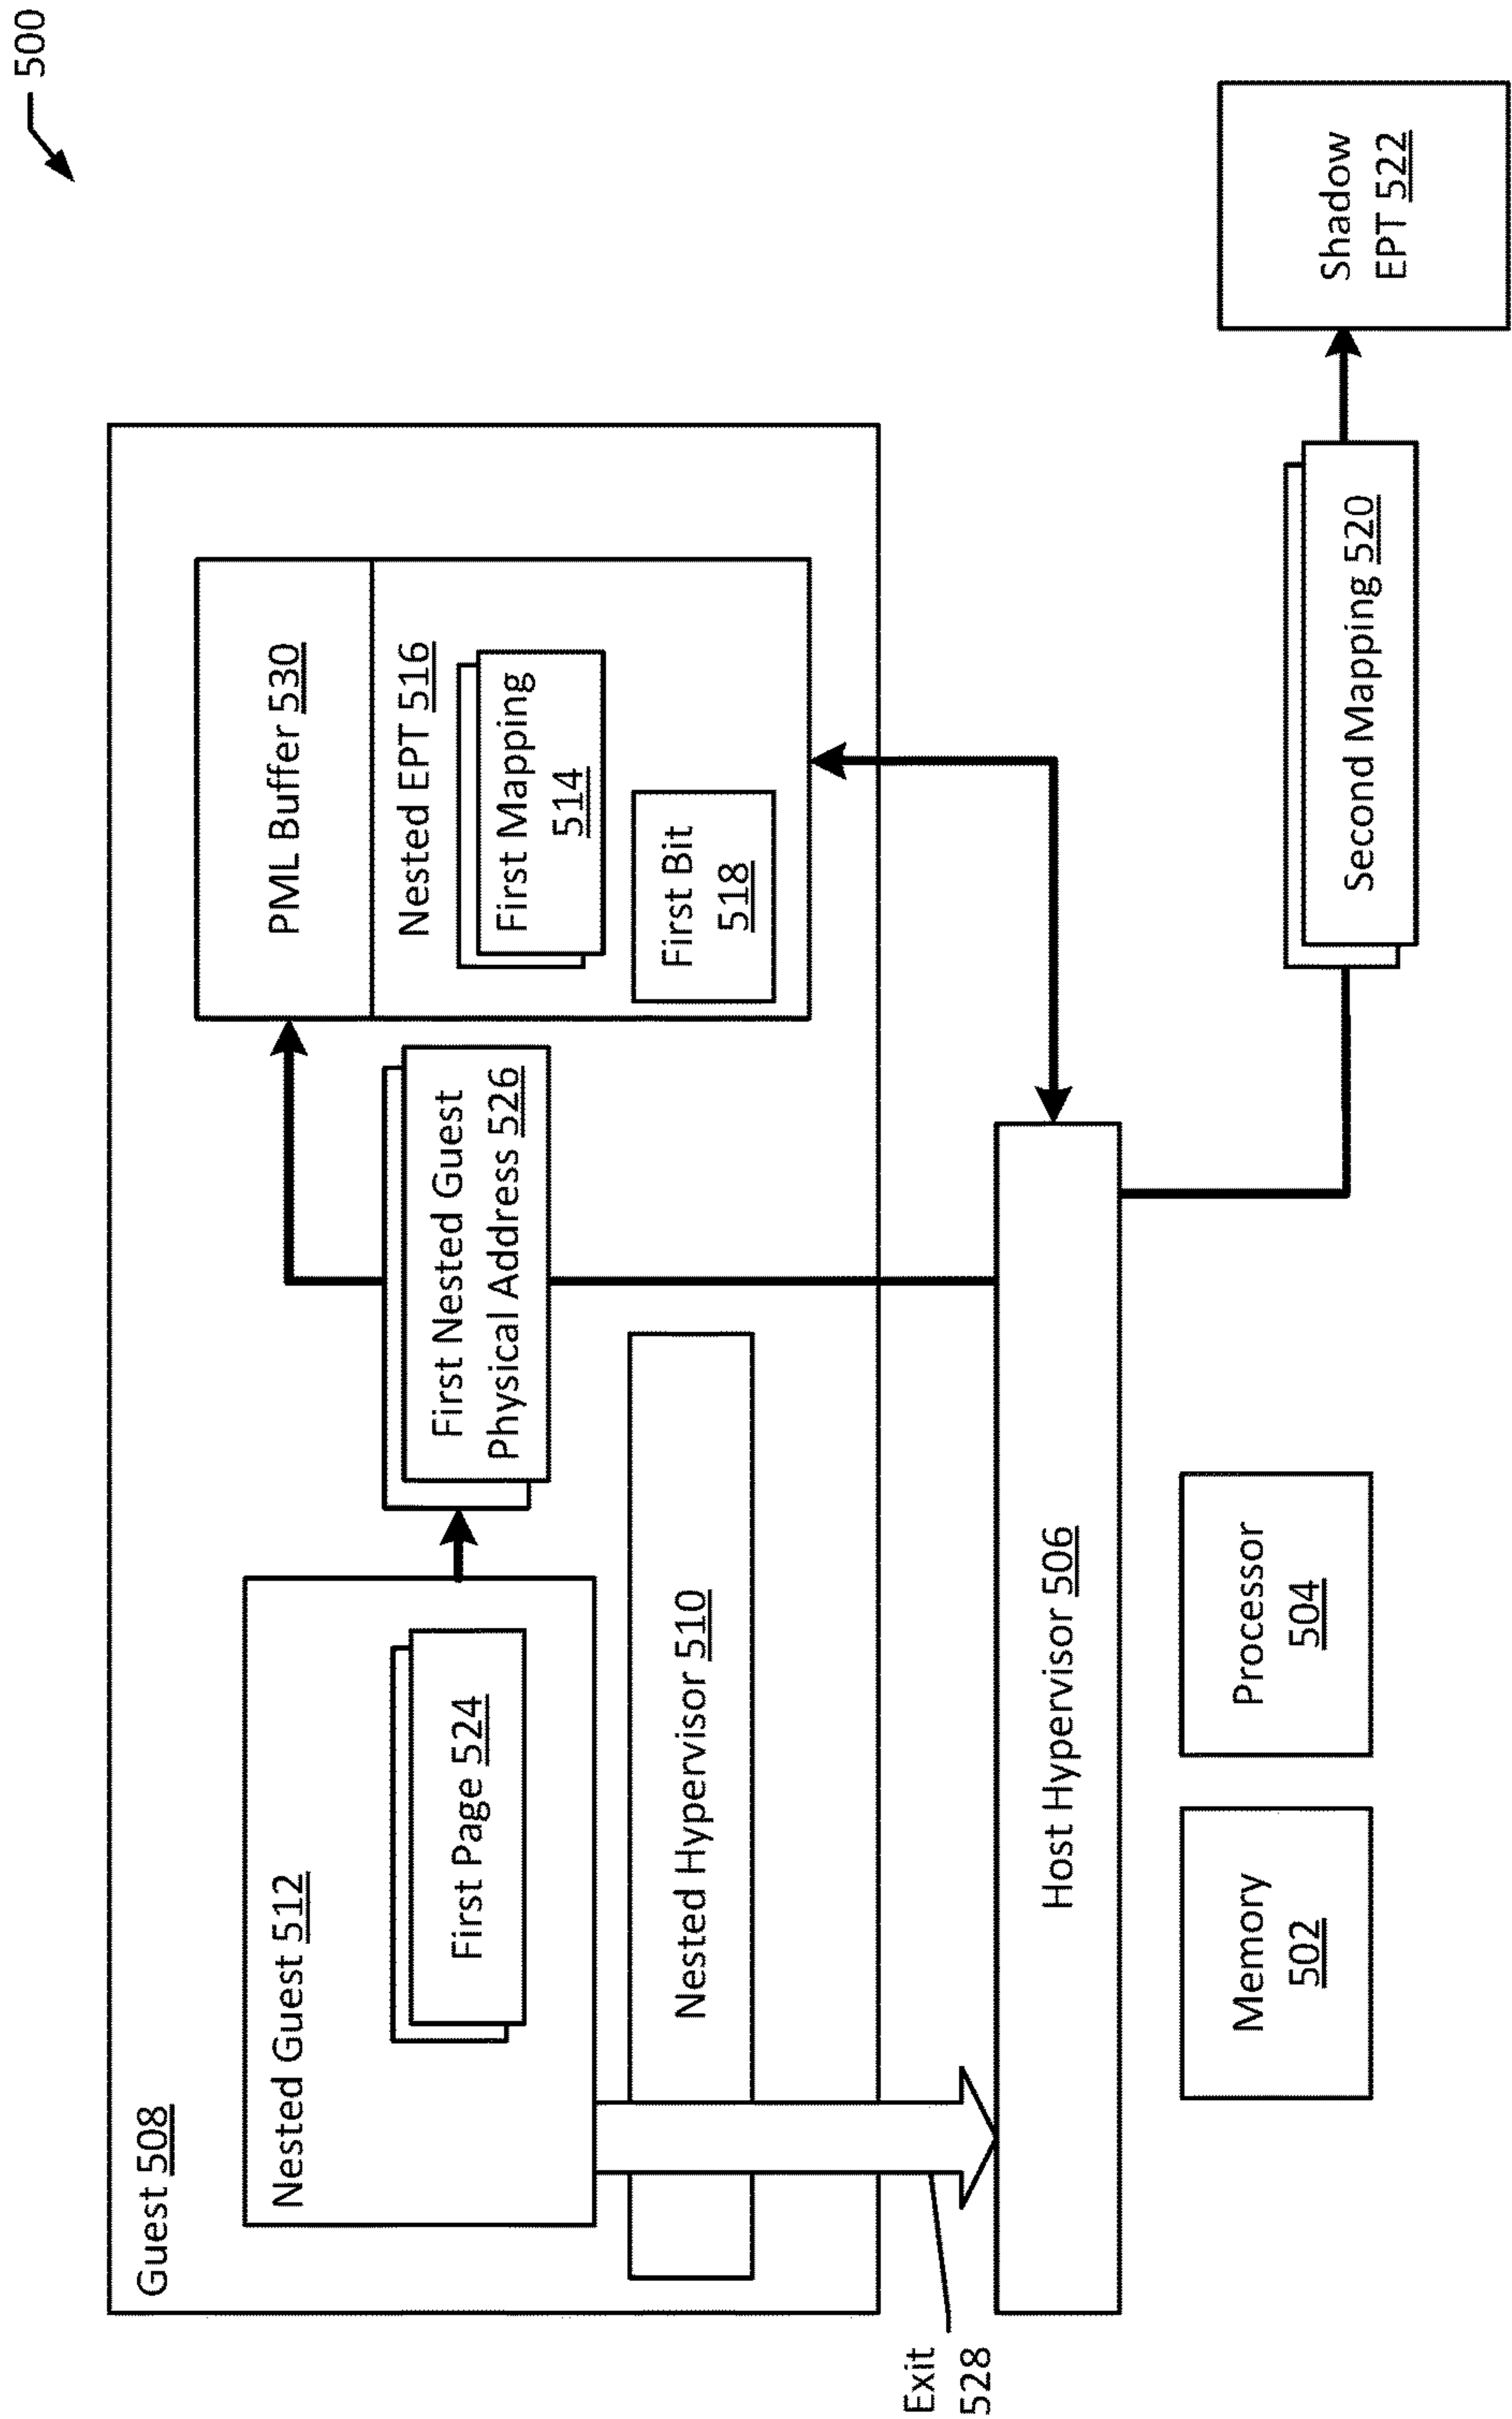 500
Guest 508
Nested Guest 512
First Page 524
First Nested Guest
Physical Address 526
PML Buffer 530
Nested EPT 516
First Mapping
514
First Bit
518
Nested Hypervisor 510
Exit
528
Host Hypervisor 506
Memory
502
Processor
504
Second Mapping 520
Shadow
EPT 522